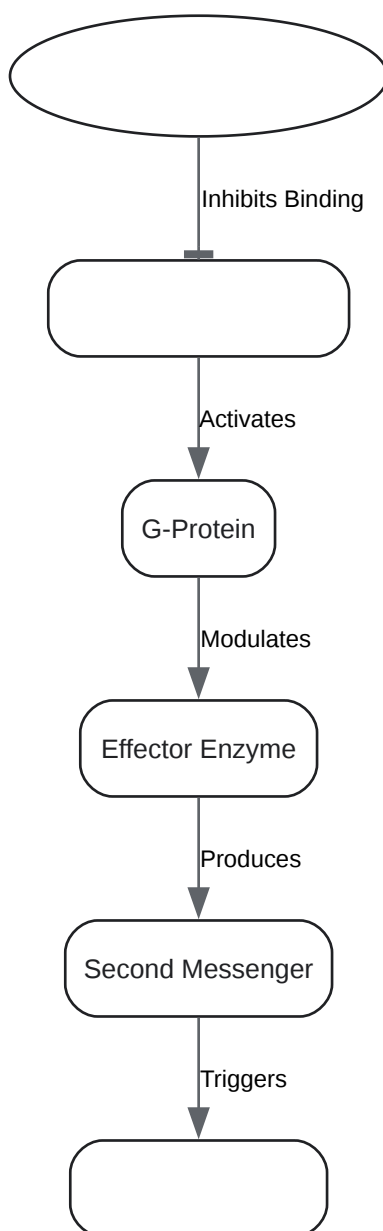 Inhibits Binding
Activates
G-Protein
Modulates
Effector Enzyme
Produces
Second Messenger
Triggers